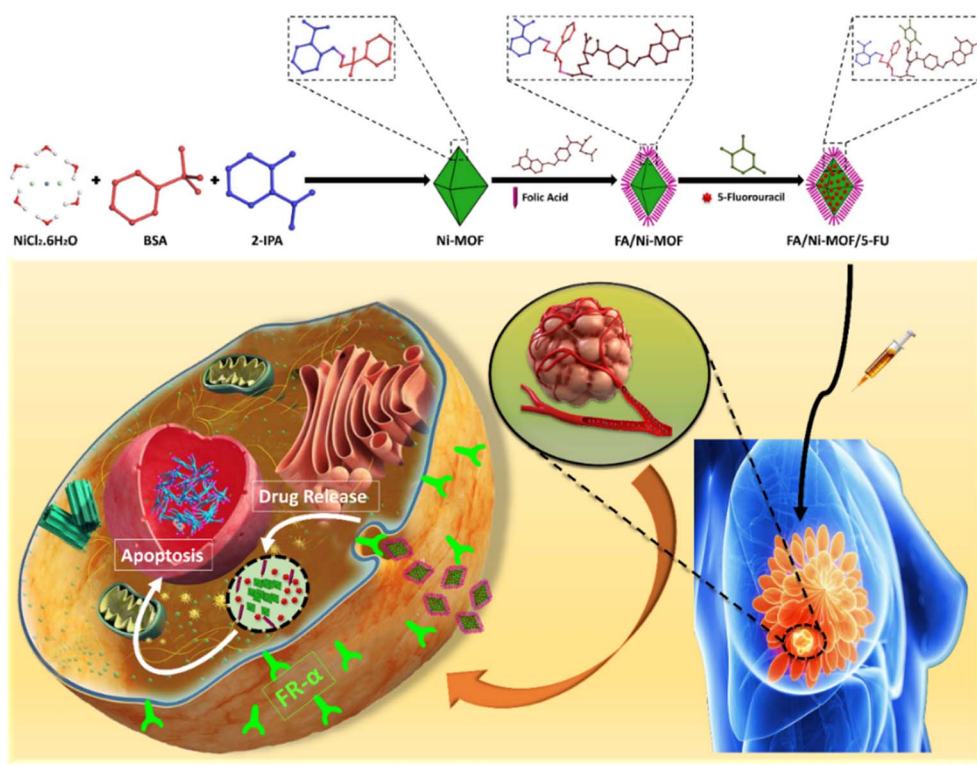 Folic Acid
5-Fluorouracil
NiCl₂.6H₂O
BSA
2-IPA
Ni-MOF
FA/Ni-MOF
FA/Ni-MOF/5-FU
Drug Release
Apoptosis
FR-α